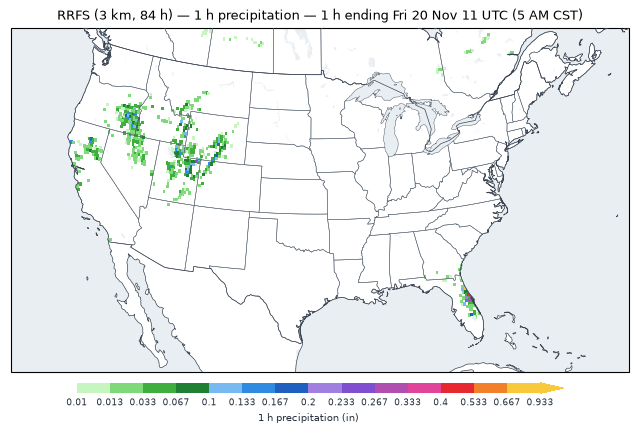 RRFS (3 km, 84 h) — 1 h precipitation — 1 h ending Fri 20 Nov 11 UTC (5 AM CST)
0.01 0.013 0.033 0.067 0.1 0.133 0.167 0.2 0.233 0.267 0.333 0.4 0.533 0.667 0.933
1 h precipitation (in)